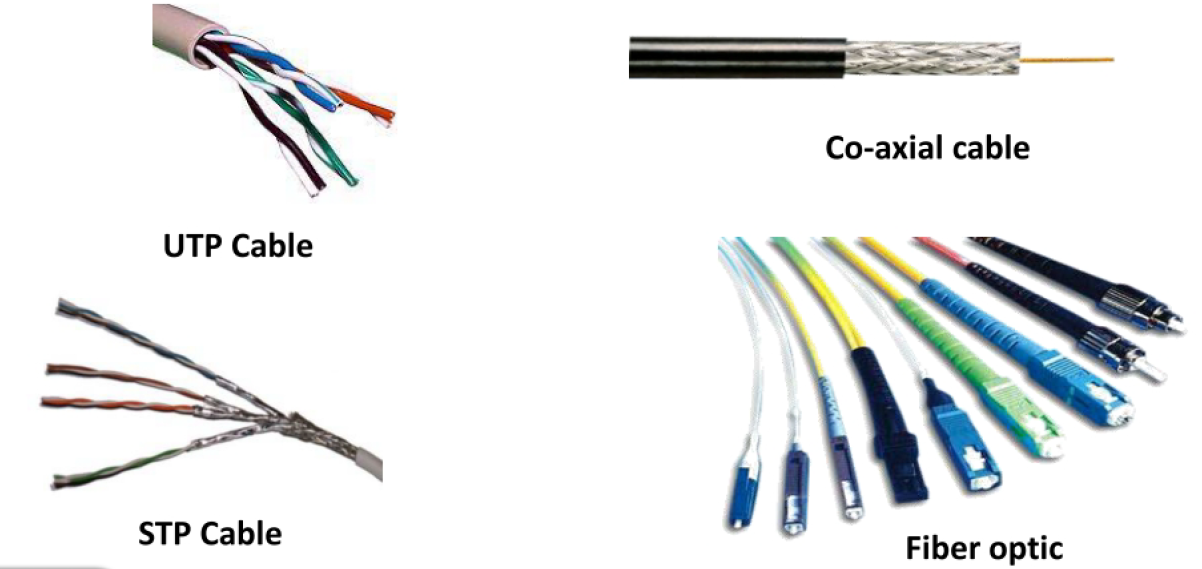 UTP Cable
Co-axial cable
STP Cable
Fiber optic